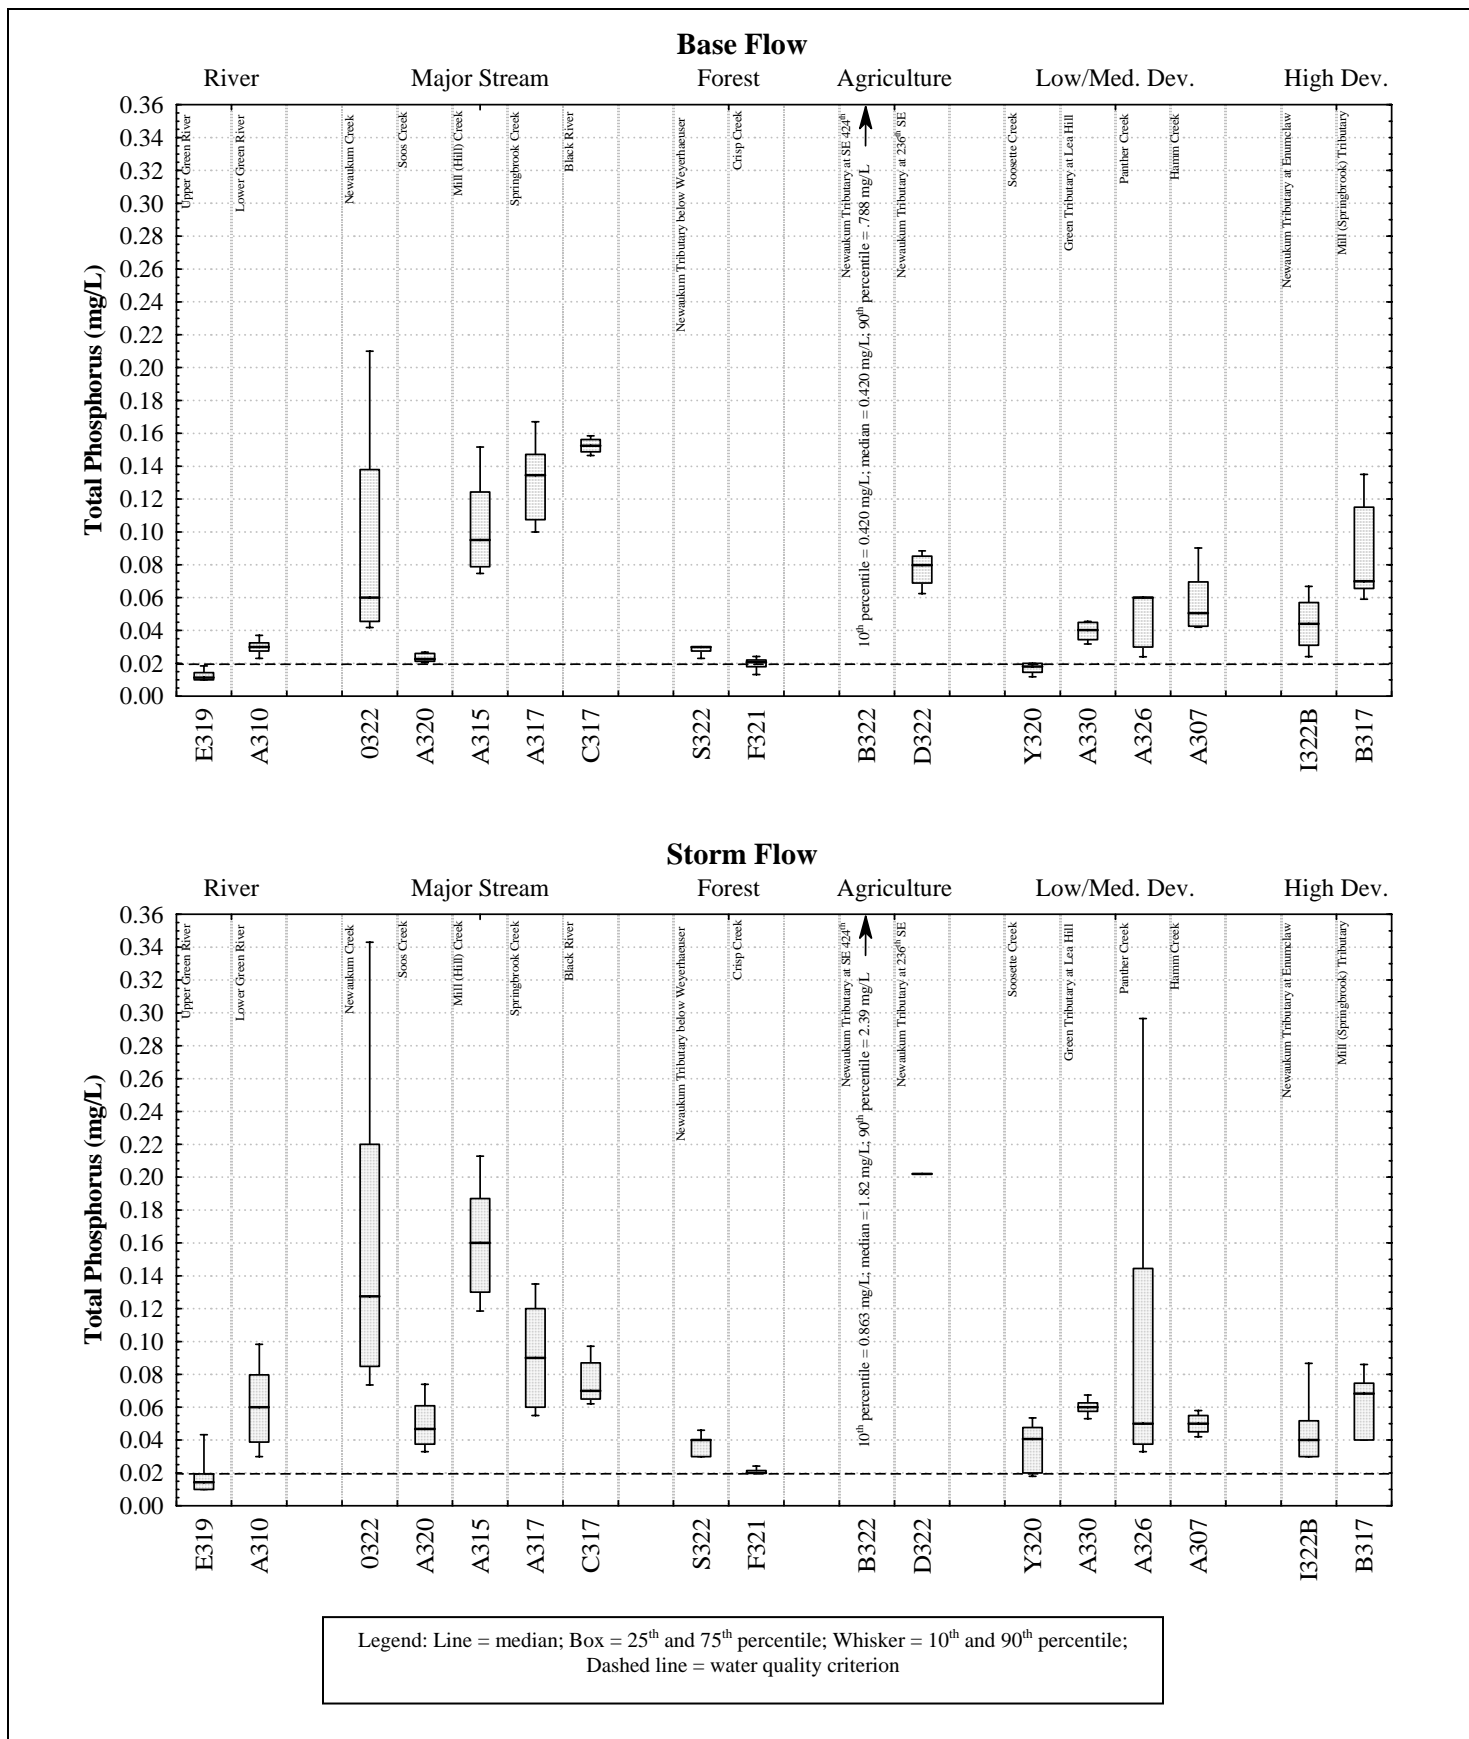 Base Flow
River Major Stream Forest Agriculture Low/Med. Dev. High Dev.
Total Phosphorus (mg/L)
0.36
0.34
0.32
0.30
0.28
0.26
0.24
0.22
0.20
0.18
0.16
0.14
0.12
0.10
0.08
0.06
0.04
0.02
0.00
Upper Green River
Lower Green River
Newaukum Creek
Soos Creek
Mill (Hill) Creek
Springbrook Creek
Black River
Newaukum Tributary below Weyerhaeuser
Crisp Creek
Newaukum Tributary at SE 424th
10th percentile = 0.420 mg/L; median = 0.420 mg/L; 90th percentile = .788 mg/L
Newaukum Tributary at 236th SE
Soosette Creek
Green Tributary at Lea Hill
Panther Creek
Hamm Creek
Newaukum Tributary at Enumclaw
Mill (Springbrook) Tributary
E319 A310 0322 A320 A315 A317 C317 S322 F321 B322 D322 Y320 A330 A326 A307 I322B B317
Storm Flow
River Major Stream Forest Agriculture Low/Med. Dev. High Dev.
Total Phosphorus (mg/L)
0.36
0.34
0.32
0.30
0.28
0.26
0.24
0.22
0.20
0.18
0.16
0.14
0.12
0.10
0.08
0.06
0.04
0.02
0.00
Upper Green River
Lower Green River
Newaukum Creek
Soos Creek
Mill (Hill) Creek
Springbrook Creek
Black River
Newaukum Tributary below Weyerhaeuser
Crisp Creek
Newaukum Tributary at SE 424th
10th percentile = 0.863 mg/L; median = 1.82 mg/L; 90th percentile = 2.39 mg/L
Newaukum Tributary at 236th SE
Soosette Creek
Green Tributary at Lea Hill
Panther Creek
Hamm Creek
Newaukum Tributary at Enumclaw
Mill (Springbrook) Tributary
E319 A310 0322 A320 A315 A317 C317 S322 F321 B322 D322 Y320 A330 A326 A307 I322B B317
Legend: Line = median; Box = 25th and 75th percentile; Whisker = 10th and 90th percentile;
Dashed line = water quality criterion